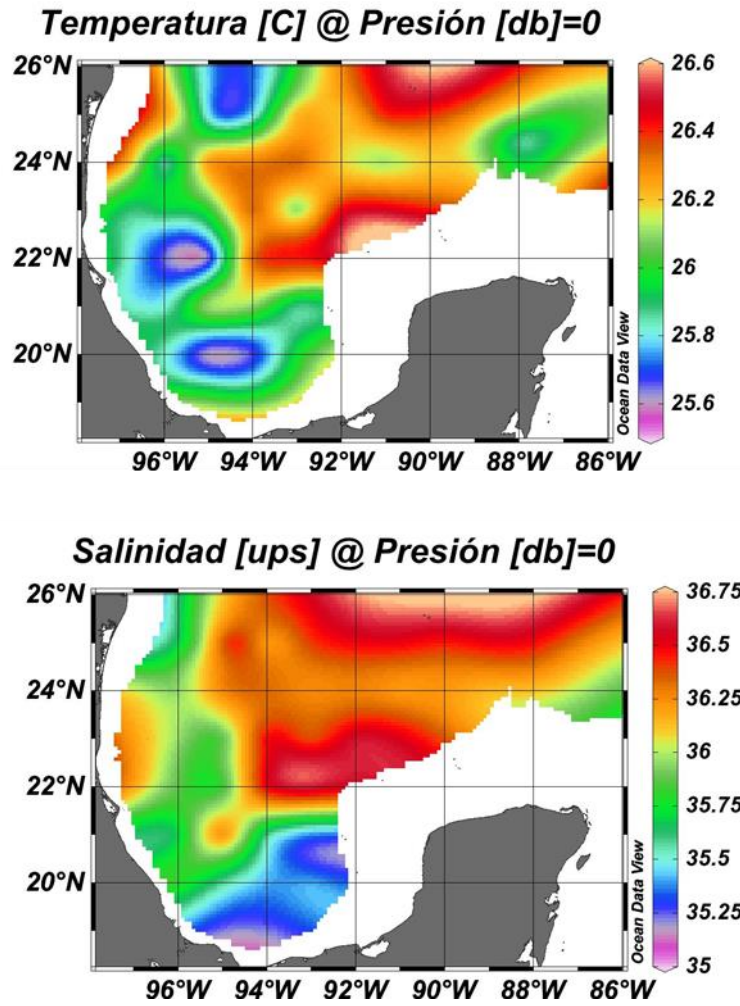 Temperatura [C] @ Presión [db]=0
26°N
24°N
22°N
20°N
96°W 94°W 92°W 90°W 88°W 86°W
26.6
26.4
26.2
26
25.8
25.6
Ocean Data View
Salinidad [ups] @ Presión [db]=0
26°N
24°N
22°N
20°N
96°W 94°W 92°W 90°W 88°W 86°W
36.75
36.5
36.25
36
35.75
35.5
35.25
35
Ocean Data View